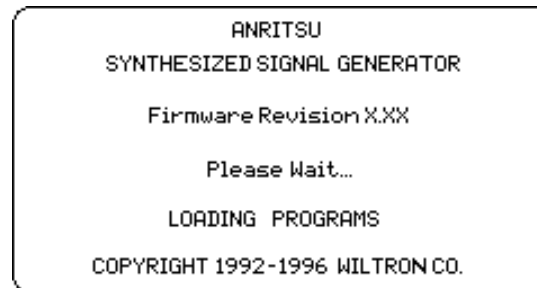 ANRITSU
SYNTHESIZED SIGNAL GENERATOR
Firmware Revision X.XX
Please Wait...
LOADING PROGRAMS
COPYRIGHT 1992-1996 WILTRON CO.